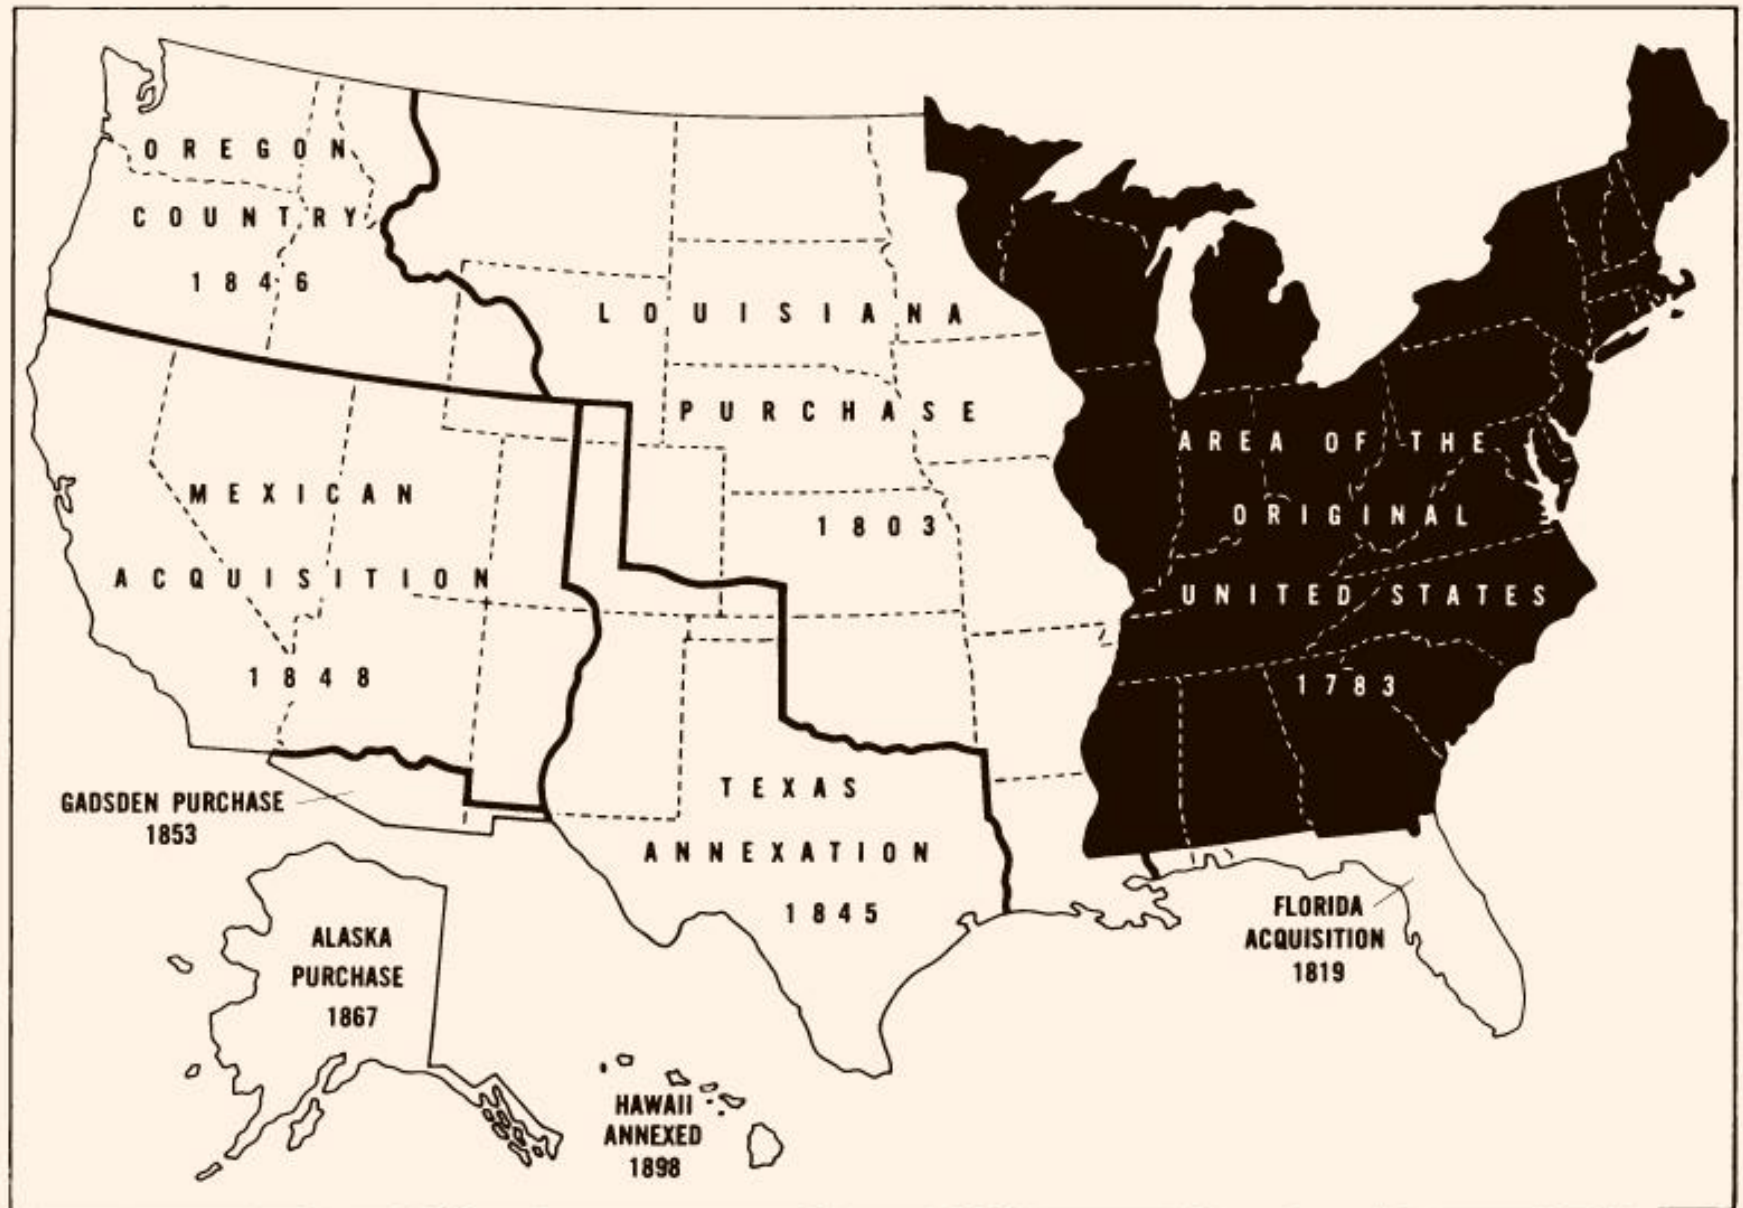 OREGON
COUNTRY
1846
LOUISIANA
PURCHASE
1803
AREA OF THE
ORIGINAL
UNITED STATES
1783
MEXICAN
ACQUISITION
1848
GADSDEN PURCHASE
1853
TEXAS
ANNEXATION
1845
FLORIDA
ACQUISITION
1819
ALASKA
PURCHASE
1867
HAWAII
ANNEXED
1898